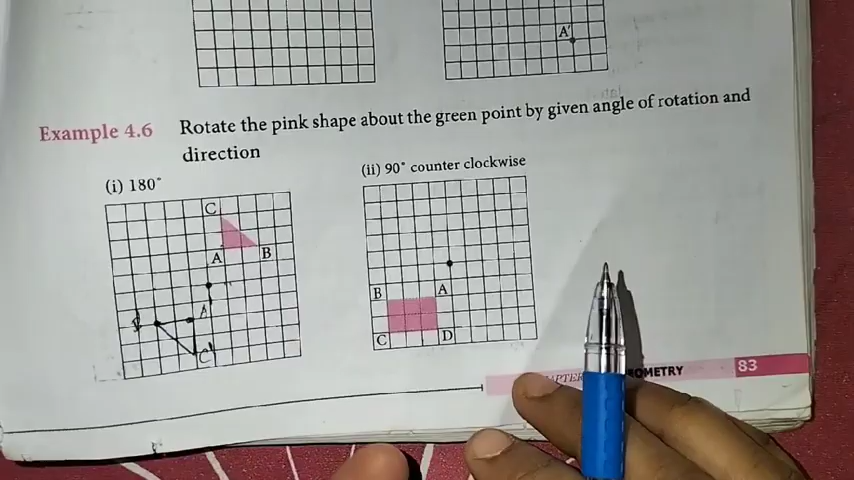 A'
Example 4.6 Rotate the pink shape about the green point by given angle of rotation and
direction
(i) 180°
(ii) 90° counter clockwise
C
A B
A'
C'
B A
C D
83